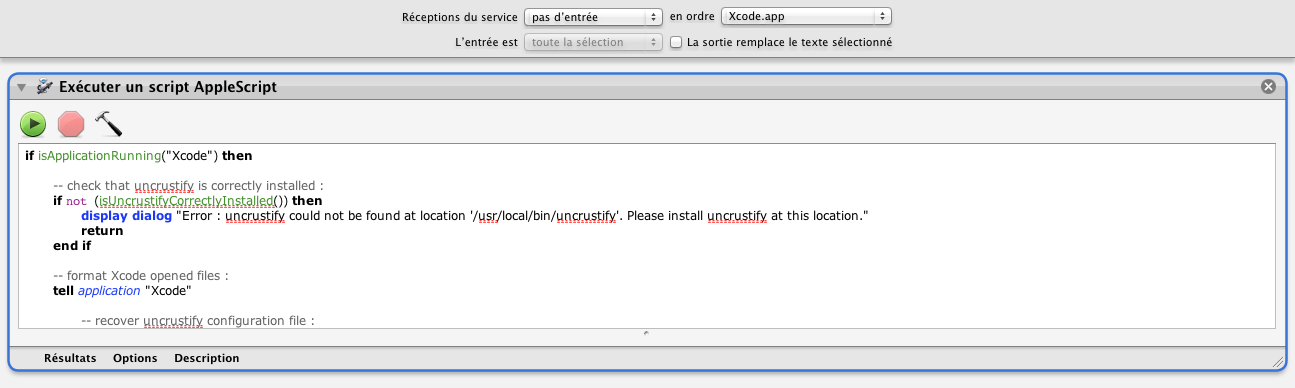 Réceptions du service pas d'entrée en ordre Xcode.app
L'entrée est toute la sélection La sortie remplace le texte sélectionné
Exécuter un script AppleScript
if isApplicationRunning("Xcode") then
-- check that uncrustify is correctly installed :
if not (isUncrustifyCorrectlyInstalled()) then
display dialog "Error : uncrustify could not be found at location '/usr/local/bin/uncrustify'. Please install uncrustify at this location."
return
end if
-- format Xcode opened files :
tell application "Xcode"
-- recover uncrustify configuration file :
Résultats Options Description